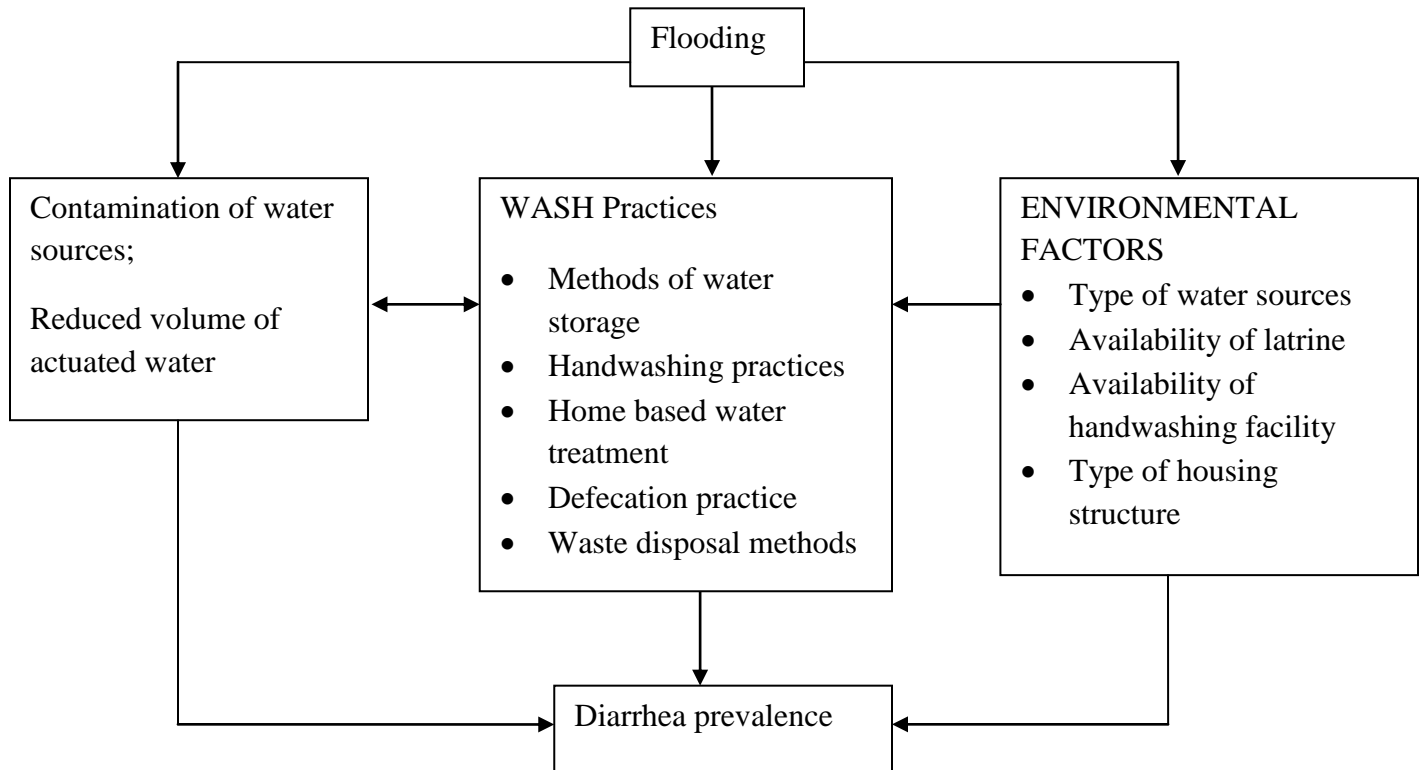 Flooding
Contamination of water
sources;
Reduced volume of
actuated water
WASH Practices
• Methods of water
storage
• Handwashing practices
• Home based water
treatment
• Defecation practice
• Waste disposal methods
ENVIRONMENTAL
FACTORS
• Type of water sources
• Availability of latrine
• Availability of
handwashing facility
• Type of housing
structure
Diarrhea prevalence